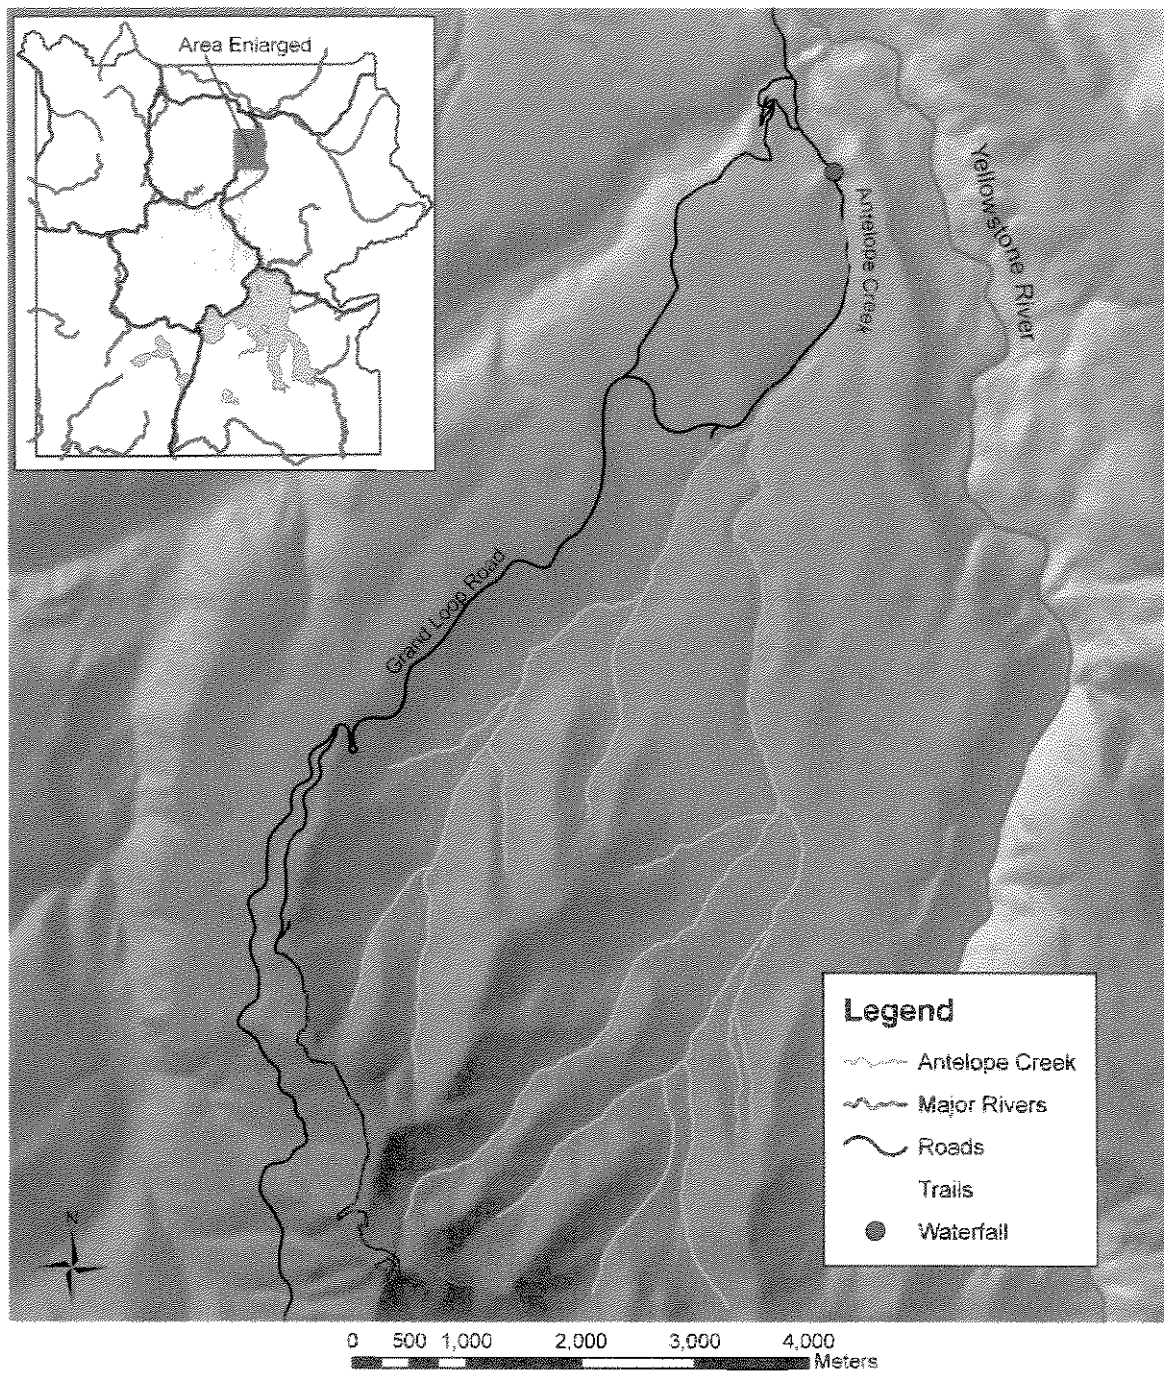 Area Enlarged
Yellowstone River
Antelope Creek
Grand Loop Road
Legend
Antelope Creek
Major Rivers
Roads
Trails
Waterfall
N
0 500 1,000 2,000 3,000 4,000
Meters